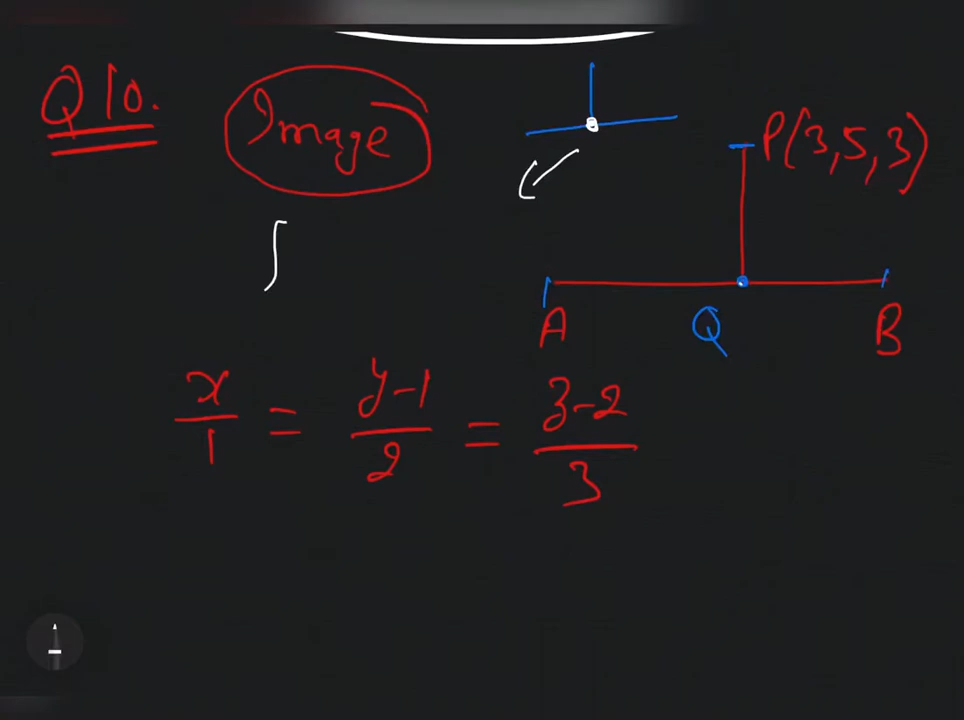 Q10.
Image
P(3,5,3)
A
Q
B
x/1 = y-1/2 = z-2/3